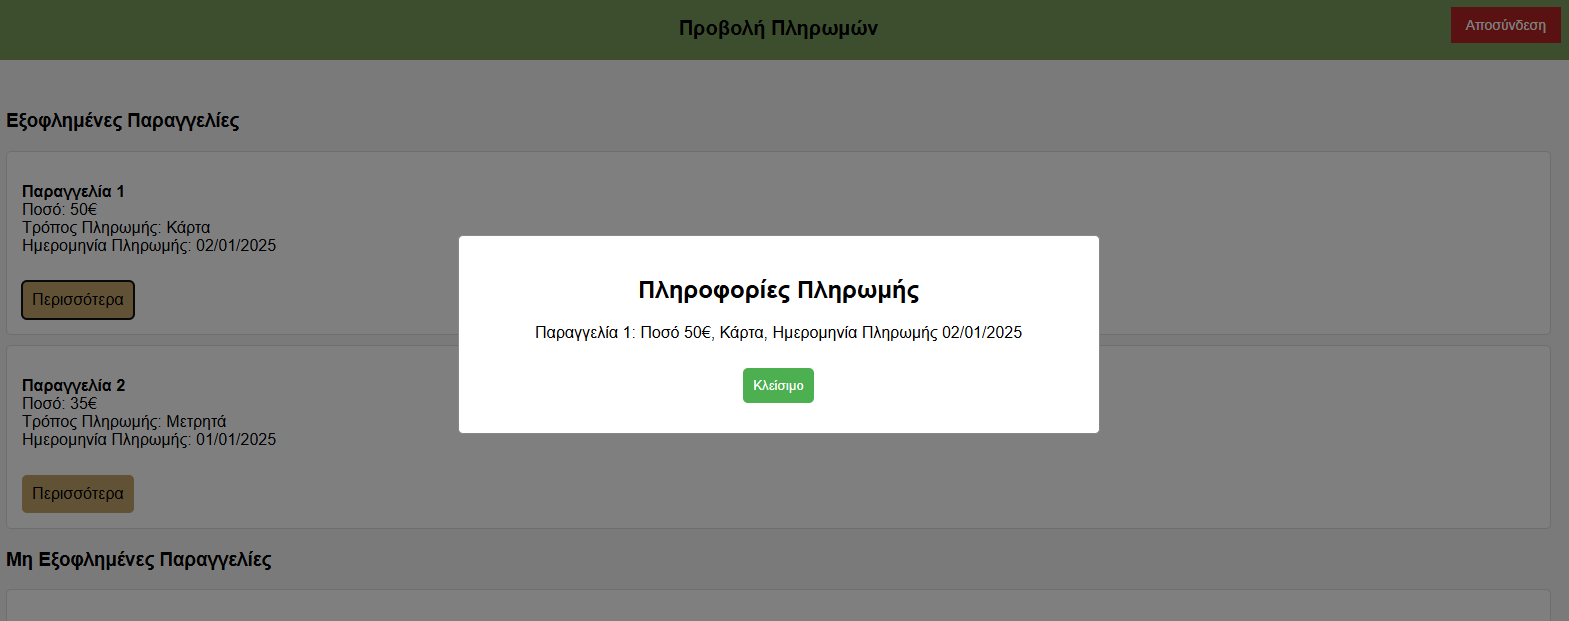 Προβολή Πληρωμών
Αποσύνδεση
Εξοφλημένες Παραγγελίες
Παραγγελία 1
Ποσό: 50€
Τρόπος Πληρωμής: Κάρτα
Ημερομηνία Πληρωμής: 02/01/2025
Περισσότερα
Πληροφορίες Πληρωμής
Παραγγελία 1: Ποσό 50€, Κάρτα, Ημερομηνία Πληρωμής 02/01/2025
Κλείσιμο
Παραγγελία 2
Ποσό: 35€
Τρόπος Πληρωμής: Μετρητά
Ημερομηνία Πληρωμής: 01/01/2025
Περισσότερα
Μη Εξοφλημένες Παραγγελίες